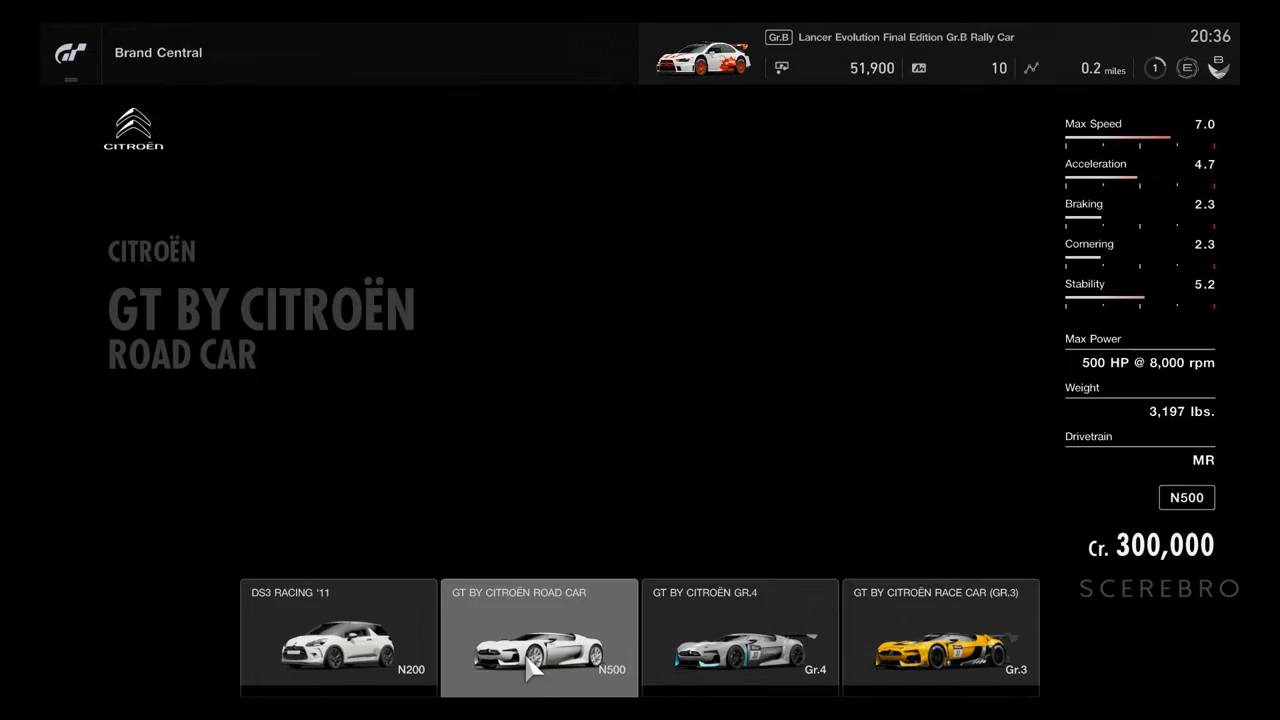 Brand Central
Gr.B Lancer Evolution Final Edition Gr.B Rally Car
20:36
51,900
10
0.2 miles
1
E
B
CITROËN
CITROËN
GT BY CITROËN
ROAD CAR
Max Speed 7.0
Acceleration 4.7
Braking 2.3
Cornering 2.3
Stability 5.2
Max Power
500 HP @ 8,000 rpm
Weight
3,197 lbs.
Drivetrain
MR
N500
Cr. 300,000
SCEREBRO
DS3 RACING '11
N200
GT BY CITROËN ROAD CAR
N500
GT BY CITROËN GR.4
Gr.4
GT BY CITROËN RACE CAR (GR.3)
Gr.3